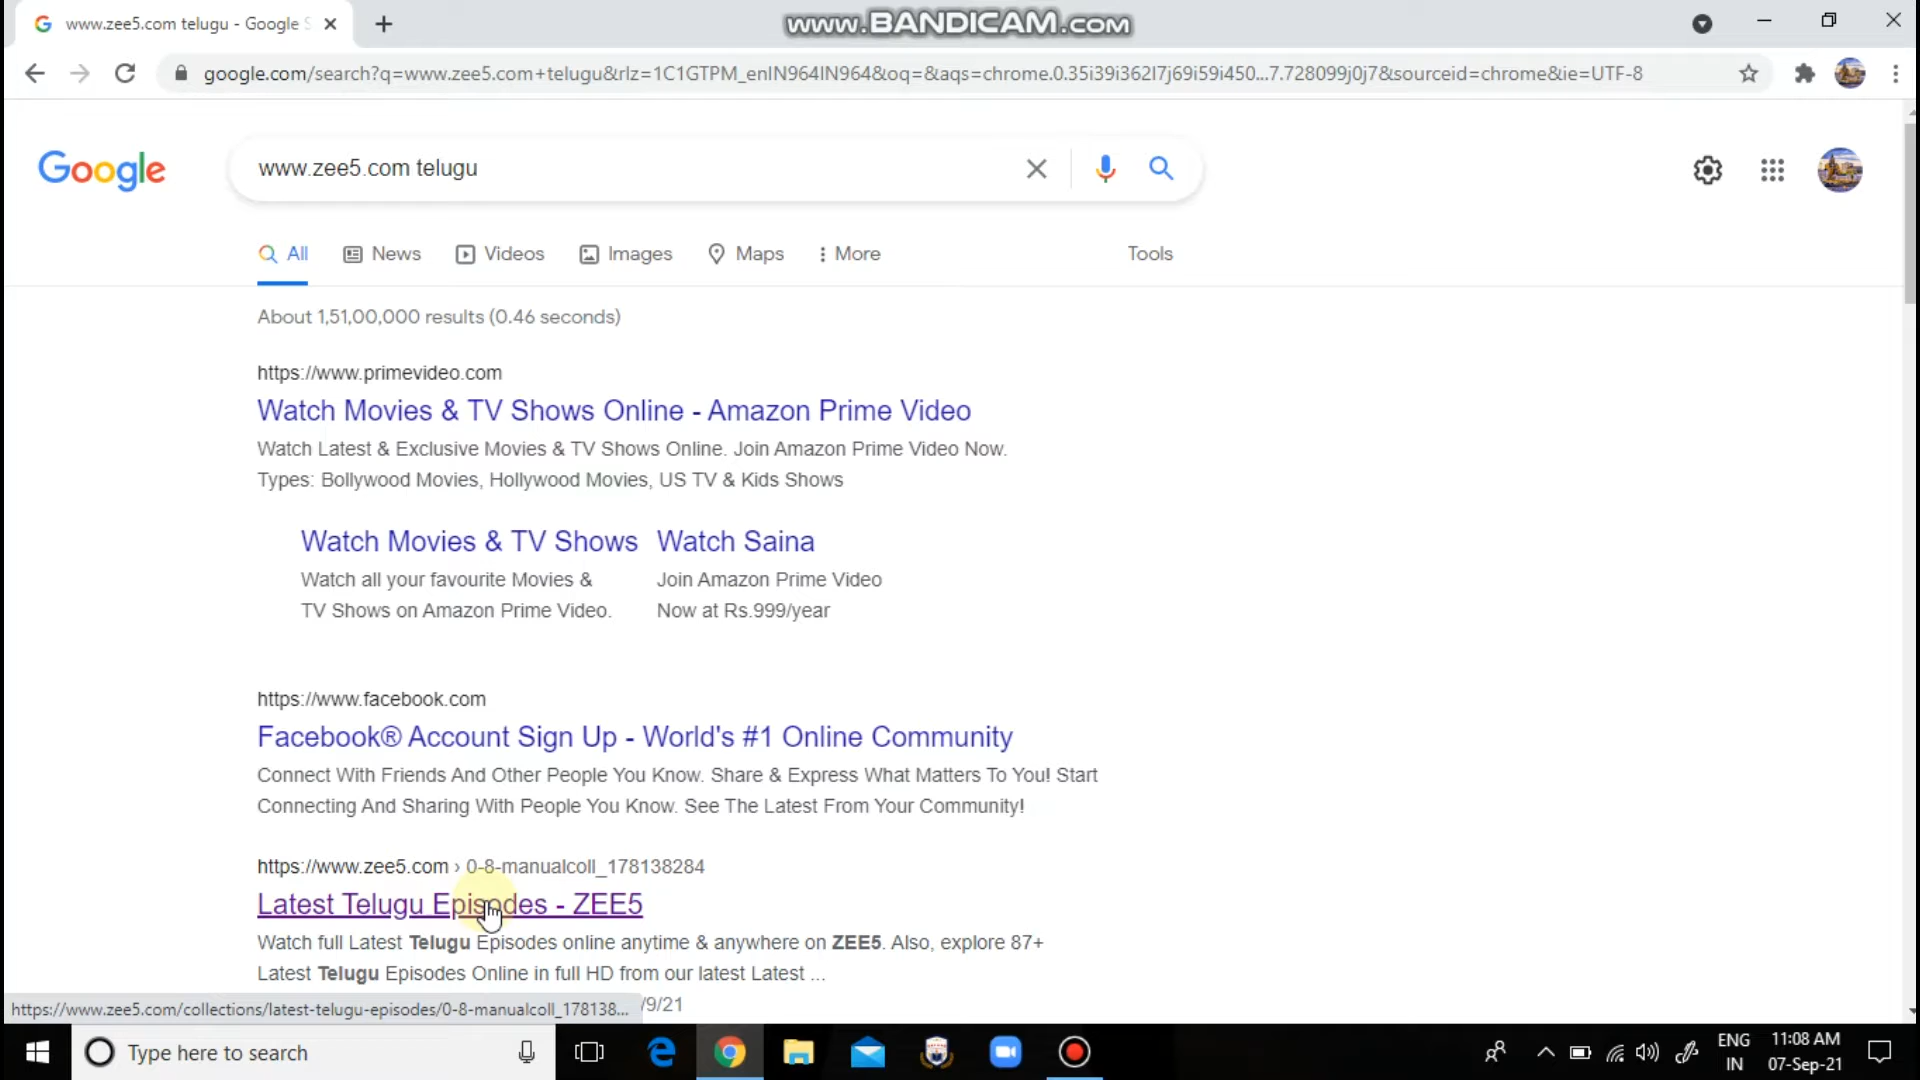 www.zee5.com telugu - Google S
www.BANDICAM.com
google.com/search?q=www.zee5.com+telugu&rlz=1C1GTPM_enIN964IN964&oq=&aqs=chrome.0.35i39i362l7j69i59i450...7.728099j0j7&sourceid=chrome&ie=UTF-8
Google
www.zee5.com telugu
All News Videos Images Maps More Tools
About 1,51,00,000 results (0.46 seconds)
https://www.primevideo.com
Watch Movies & TV Shows Online - Amazon Prime Video
Watch Latest & Exclusive Movies & TV Shows Online. Join Amazon Prime Video Now.
Types: Bollywood Movies, Hollywood Movies, US TV & Kids Shows
Watch Movies & TV Shows
Watch all your favourite Movies &
TV Shows on Amazon Prime Video.
Watch Saina
Join Amazon Prime Video
Now at Rs.999/year
https://www.facebook.com
Facebook® Account Sign Up - World's #1 Online Community
Connect With Friends And Other People You Know. Share & Express What Matters To You! Start
Connecting And Sharing With People You Know. See The Latest From Your Community!
https://www.zee5.com › 0-8-manualcoll_178138284
Latest Telugu Episodes - ZEE5
Watch full Latest Telugu Episodes online anytime & anywhere on ZEE5. Also, explore 87+
Latest Telugu Episodes Online in full HD from our latest Latest ...
/9/21
https://www.zee5.com/collections/latest-telugu-episodes/0-8-manualcoll_178138...
Type here to search
ENG
IN
11:08 AM
07-Sep-21